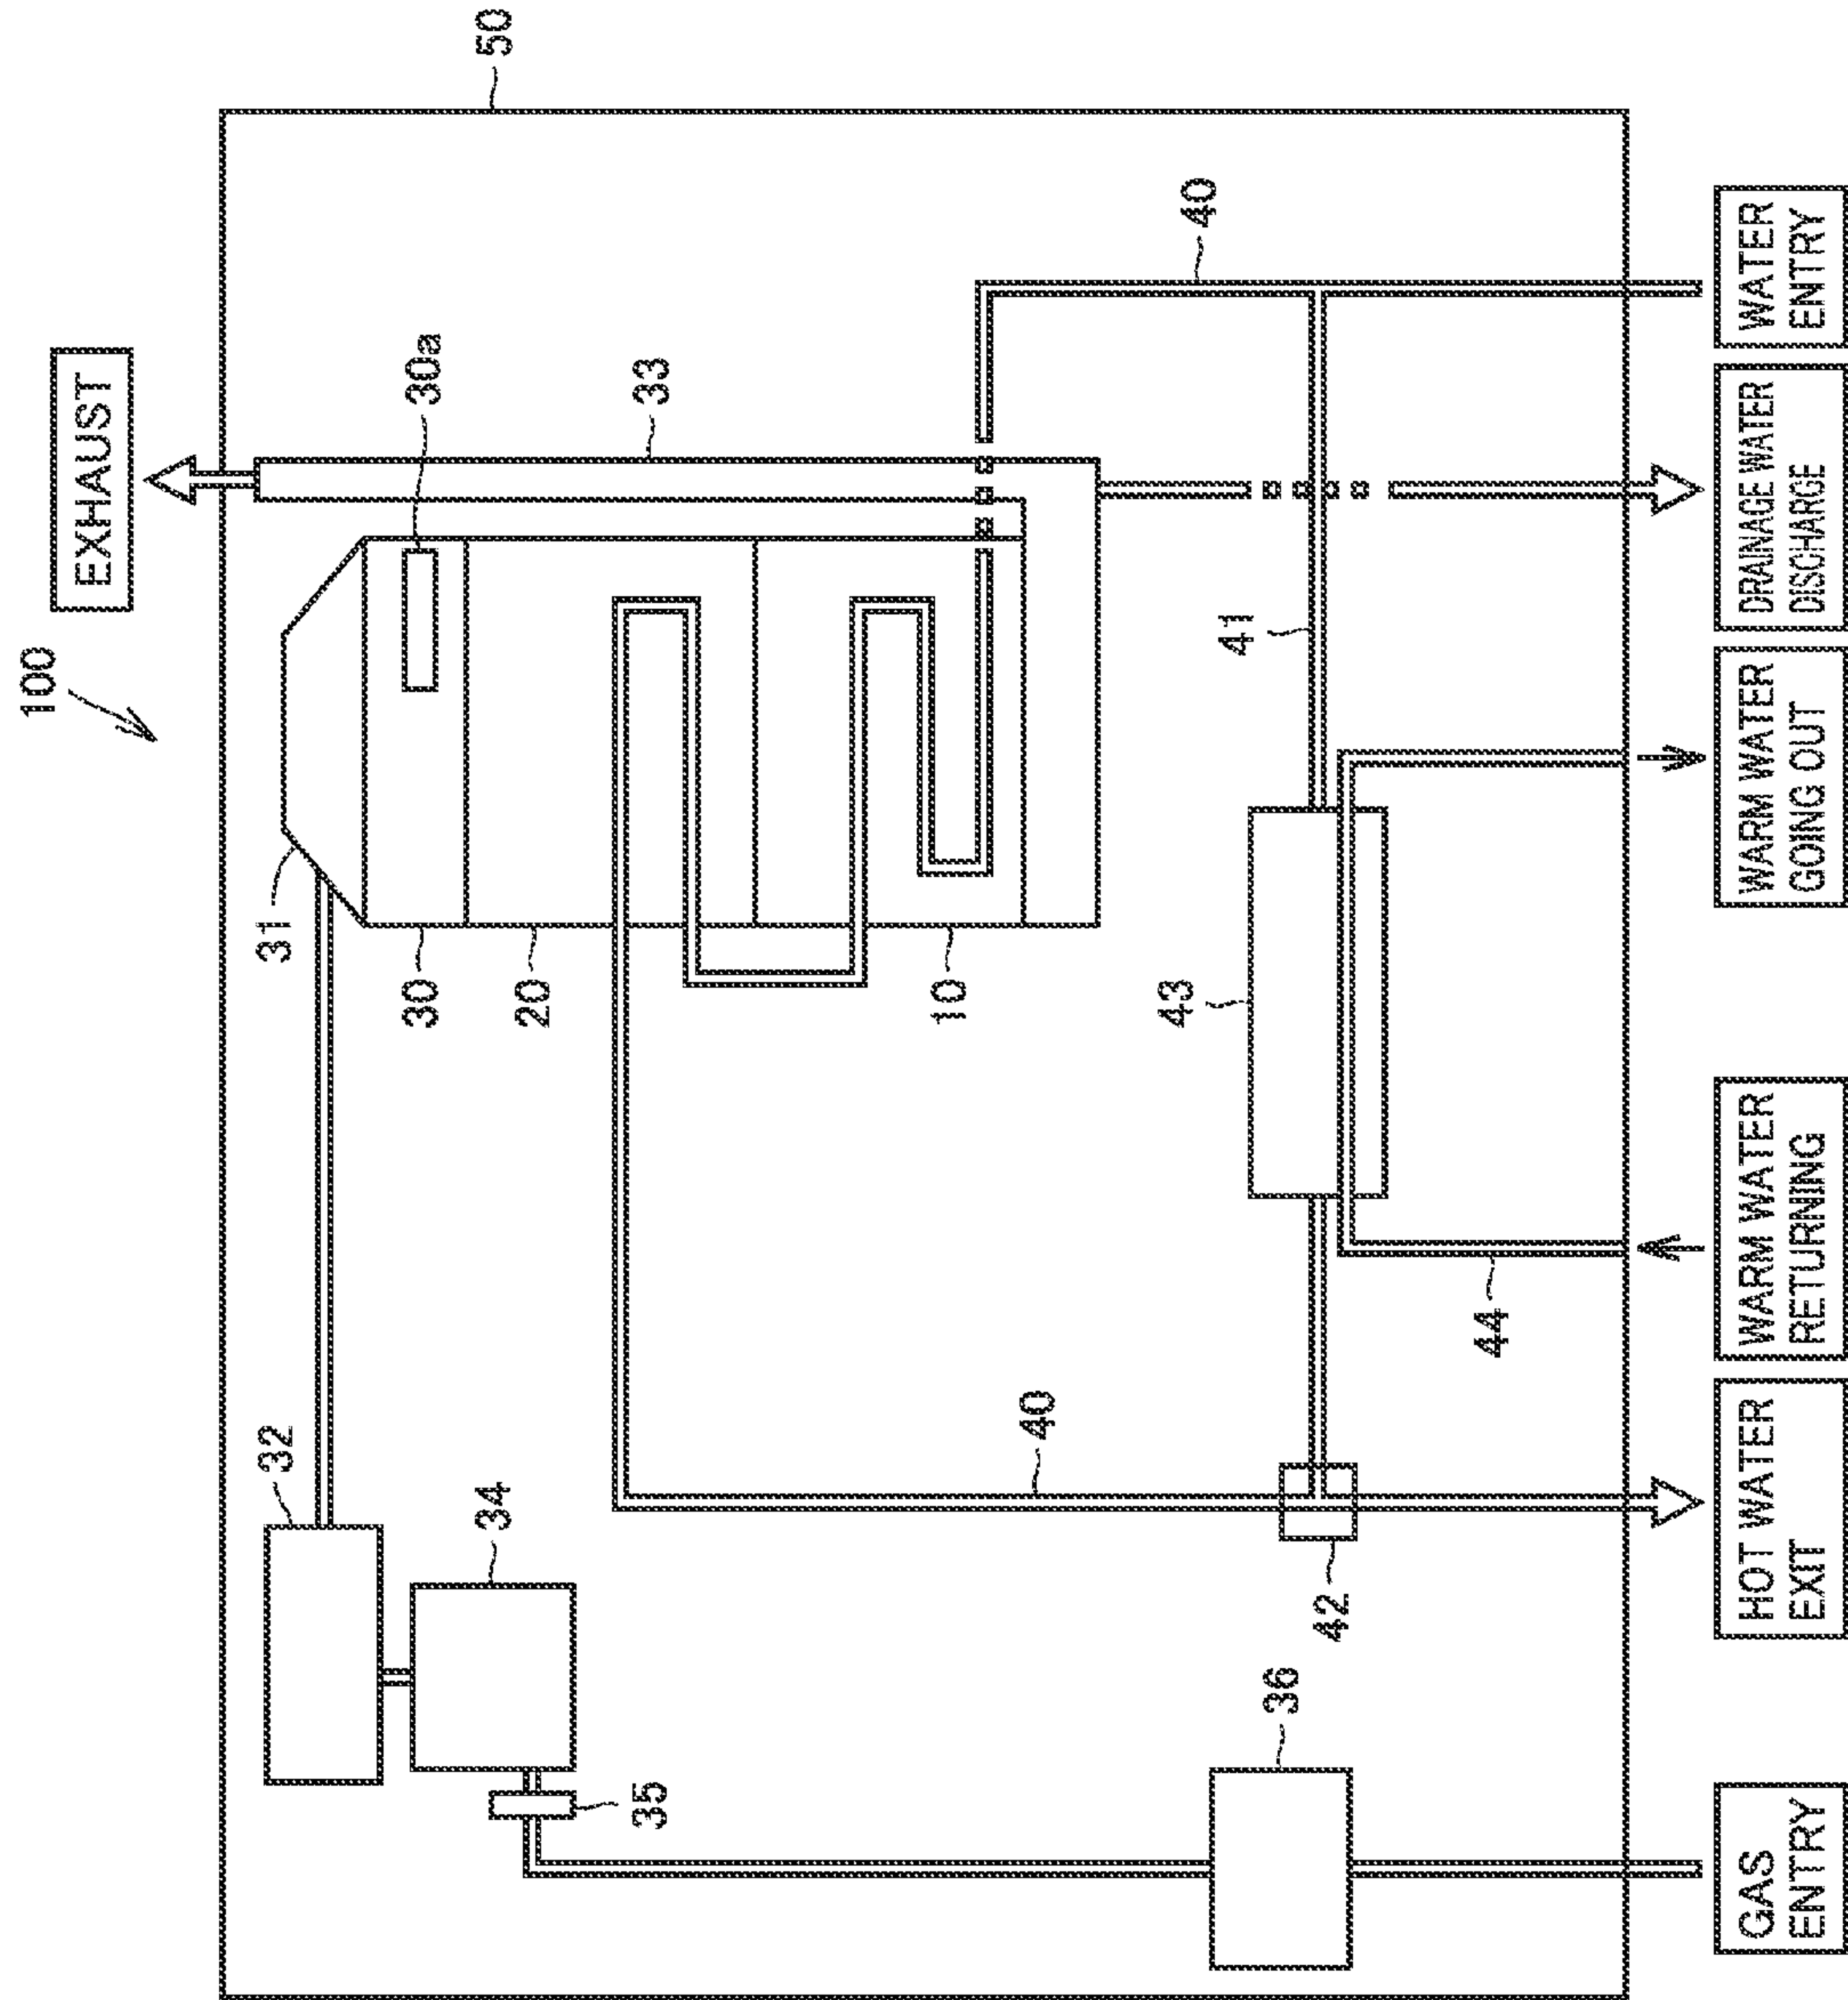 100
EXHAUST
50
32
31
30a
34
30
33
20
35
10
40
40
36
43
41
42
44
GAS
ENTRY
HOT WATER
EXIT
WARM WATER
RETURNING
WARM WATER
GOING OUT
DRAINAGE WATER
DISCHARGE
WATER
ENTRY